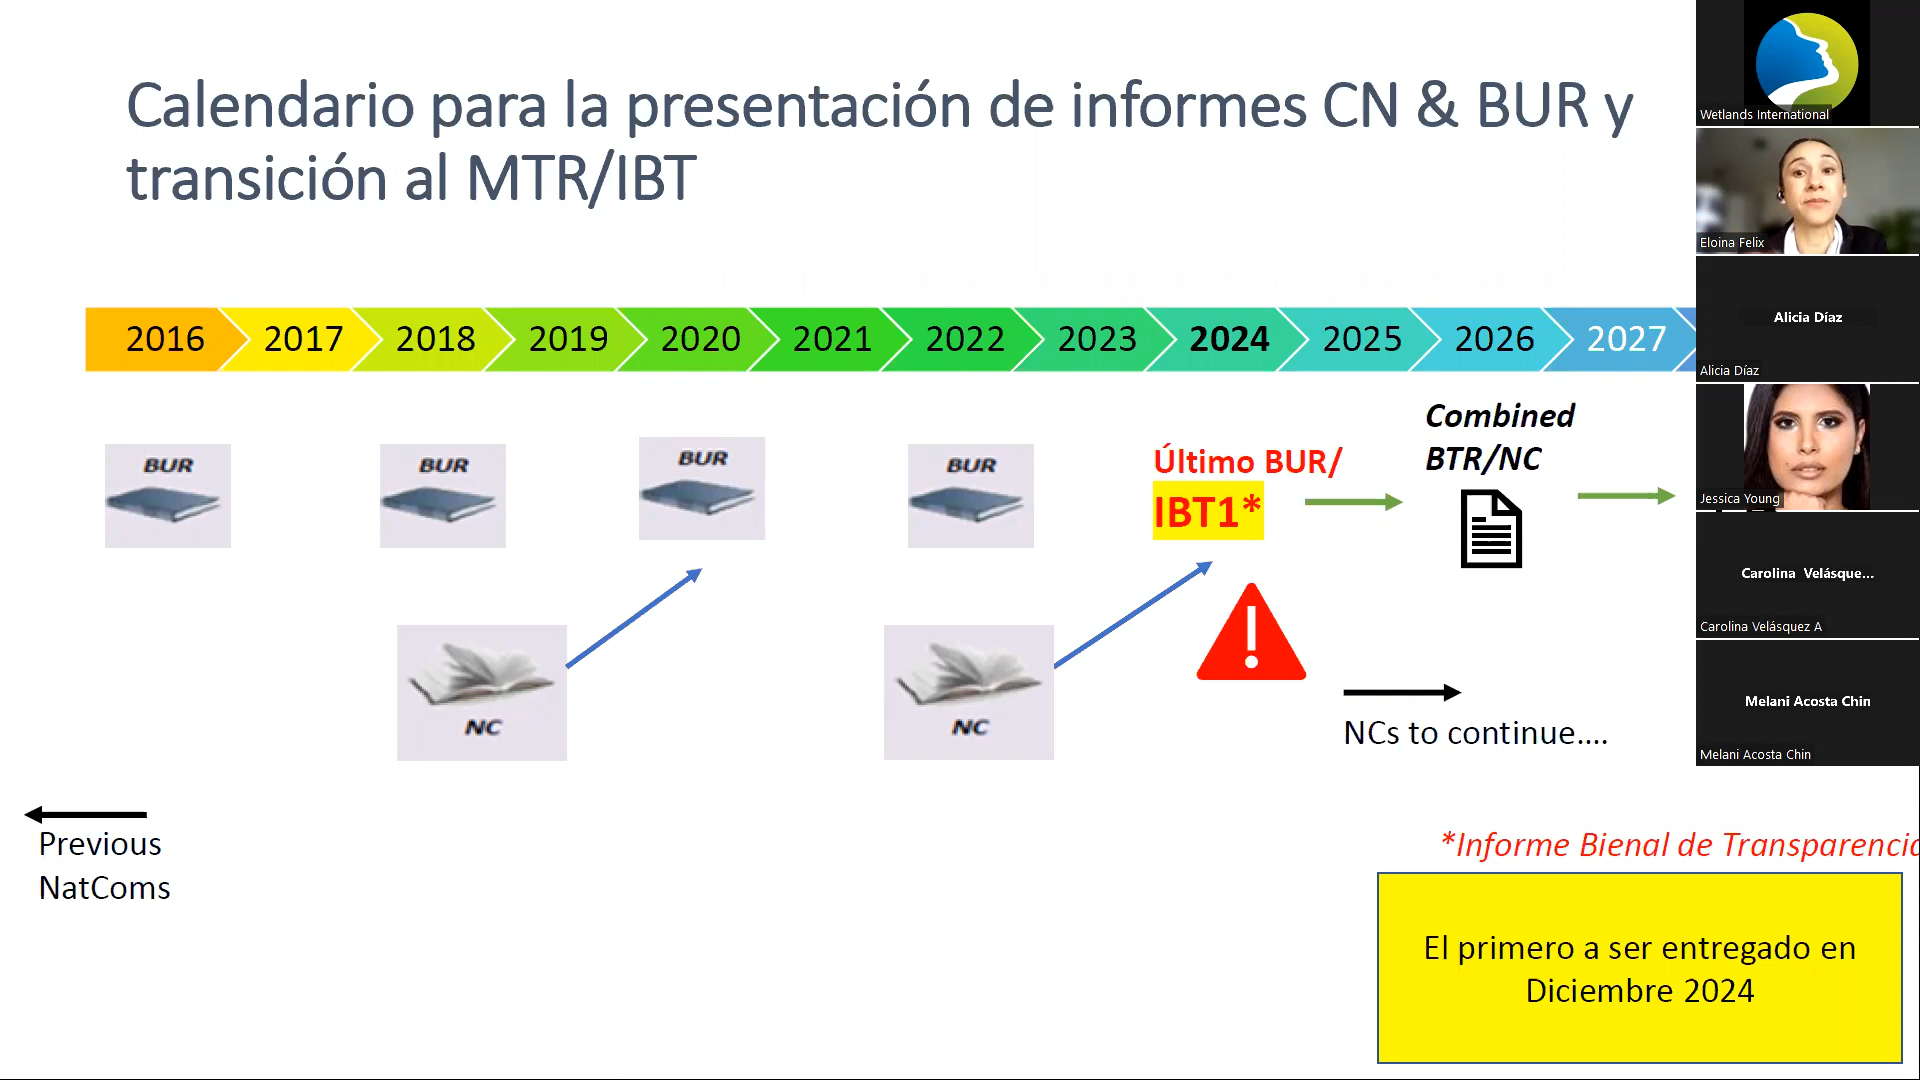 Calendario para la presentación de informes CN & BUR y
transición al MTR/IBT
2016 2017 2018 2019 2020 2021 2022 2023 2024 2025 2026 2027
BUR
BUR
BUR
BUR
Último BUR/
IBT1*
Combined
BTR/NC
NC
NC
NCs to continue....
Previous
NatComs
*Informe Bienal de Transparencia
El primero a ser entregado en
Diciembre 2024
Wetlands International
Eloina Felix
Alicia Díaz
Alicia Díaz
Jessica Young
Carolina Velásque...
Carolina Velásquez A
Melani Acosta Chin
Melani Acosta Chin